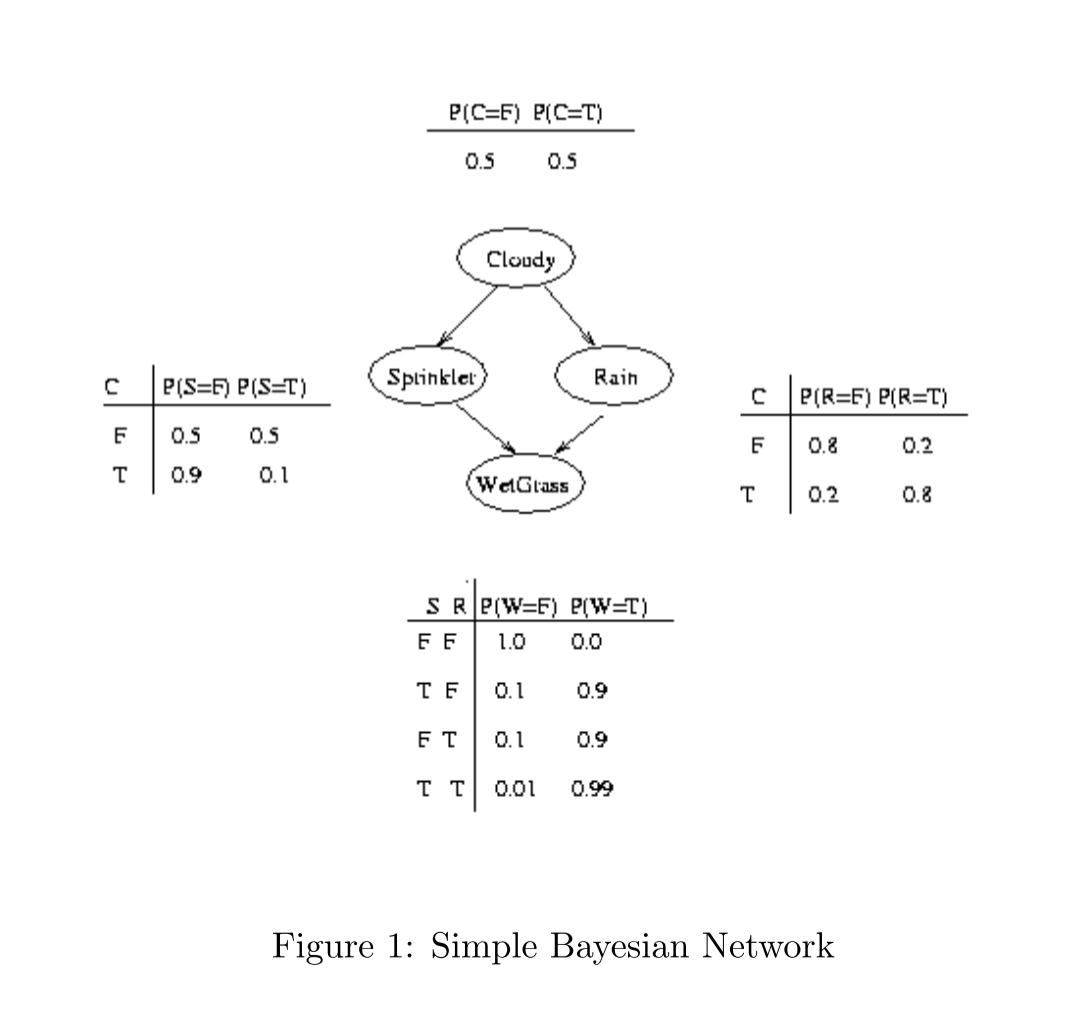 P(C=F) P(C=T)
0.5 0.5
Cloudy
Sprinkler
Rain
WetGrass
C P(S=F) P(S=T)
F 0.5 0.5
T 0.9 0.1
C P(R=F) P(R=T)
F 0.8 0.2
T 0.2 0.8
S R P(W=F) P(W=T)
F F 1.0 0.0
T F 0.1 0.9
F T 0.1 0.9
T T 0.01 0.99
Figure 1: Simple Bayesian Network